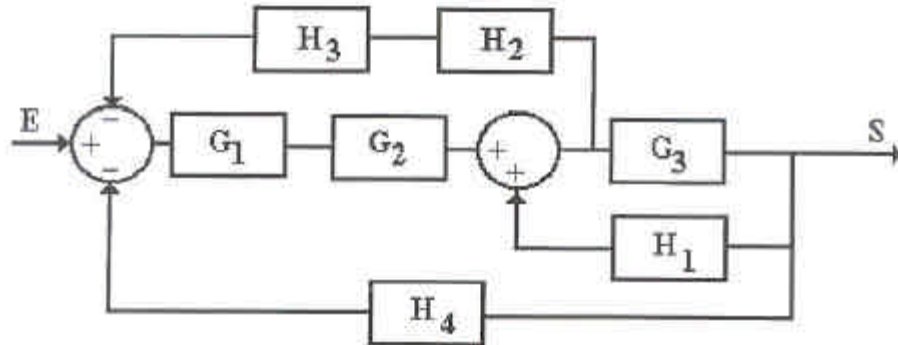 H3 H2
E + − − G1 G2 + + G3 S
H1
H4